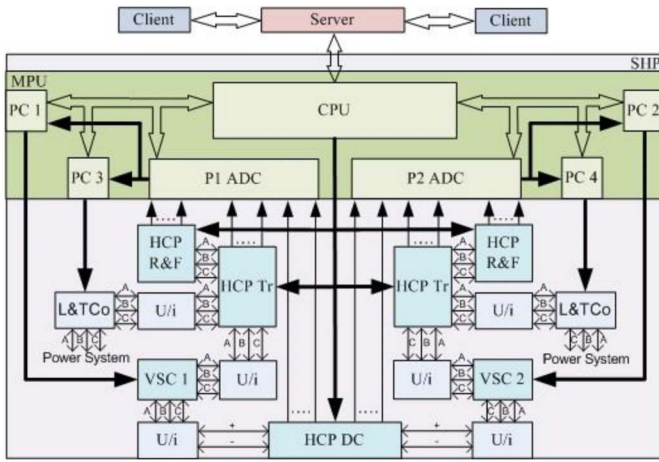 Client Server Client
SHP
MPU
PC 1 CPU PC 2
PC 3 P1 ADC P2 ADC PC 4
..... ..... ..... .....
HCP R&F A B C HCP Tr HCP Tr A B C HCP R&F
L&TCo A B C U/i A B C A B C U/i A B C L&TCo
A B C A B C C B A C B A
Power System Power System
VSC 1 A B C U/i U/i A B C VSC 2
A B C ..... ..... C B A
U/i + - HCP DC + - U/i